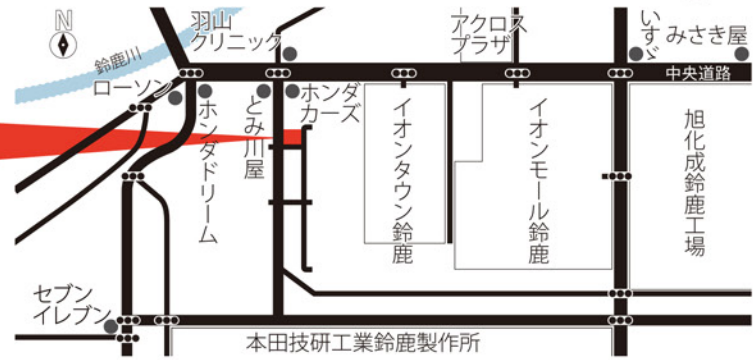 N
羽山
クリニック
アクロス
プラザ
いすゞ
みさき屋
鈴鹿川
中央道路
ローソン
ホンダドリーム
とみ川屋
ホンダ
カーズ
イオンタウン鈴鹿
イオンモール鈴鹿
旭化成鈴鹿工場
セブン
イレブン
本田技研工業鈴鹿製作所